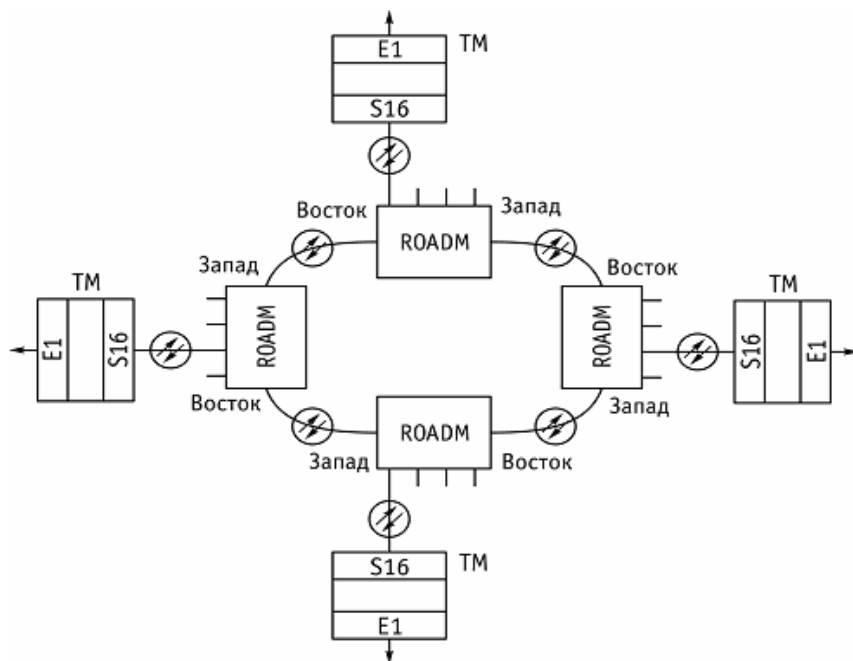 E1
TM
S16
Восток
Запад
ROADM
Запад
Восток
TM
TM
E1
S16
ROADM
ROADM
S16
E1
Восток
Запад
ROADM
Запад
Восток
S16
TM
E1